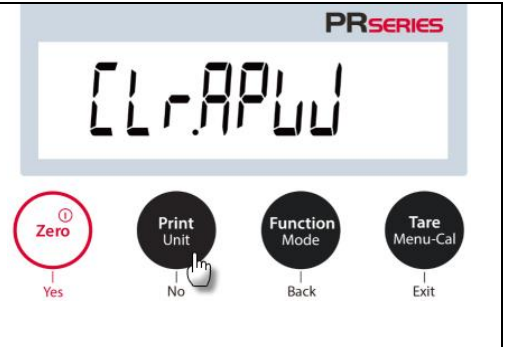 PRSERIES
CLr.APW
Zero
Print
Unit
Function
Mode
Tare
Menu-Cal
Yes
No
Back
Exit